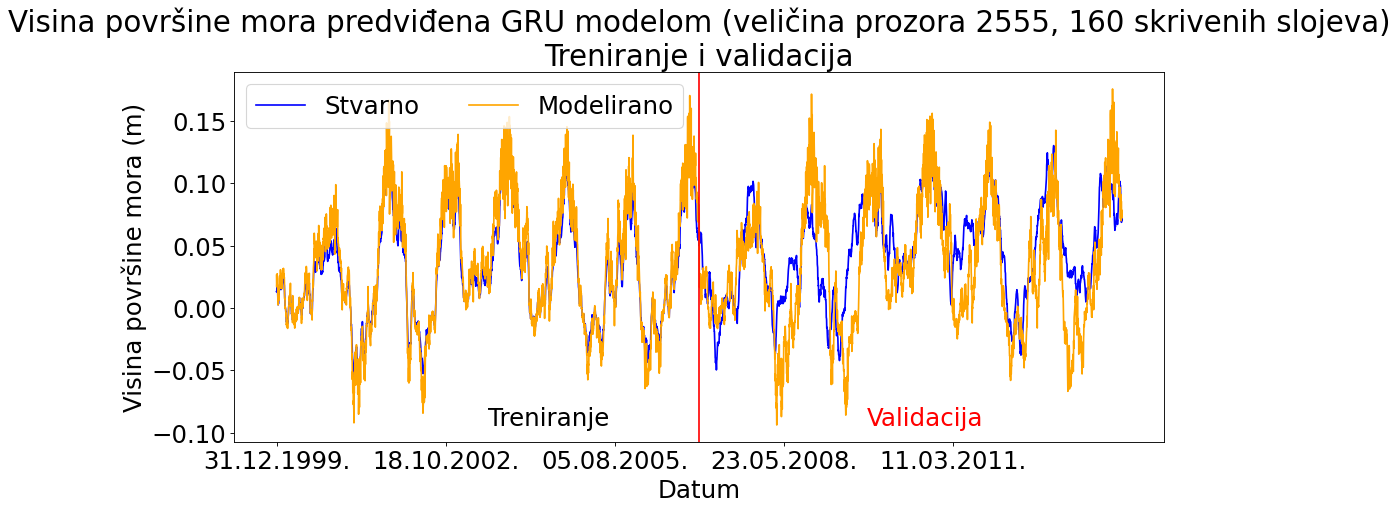 Visina površine mora predviđena GRU modelom (veličina prozora 2555, 160 skrivenih slojeva)
Treniranje i validacija
Stvarno Modelirano
Visina površine mora (m)
0.15
0.10
0.05
0.00
−0.05
−0.10
Treniranje Validacija
31.12.1999. 18.10.2002. 05.08.2005. 23.05.2008. 11.03.2011.
Datum